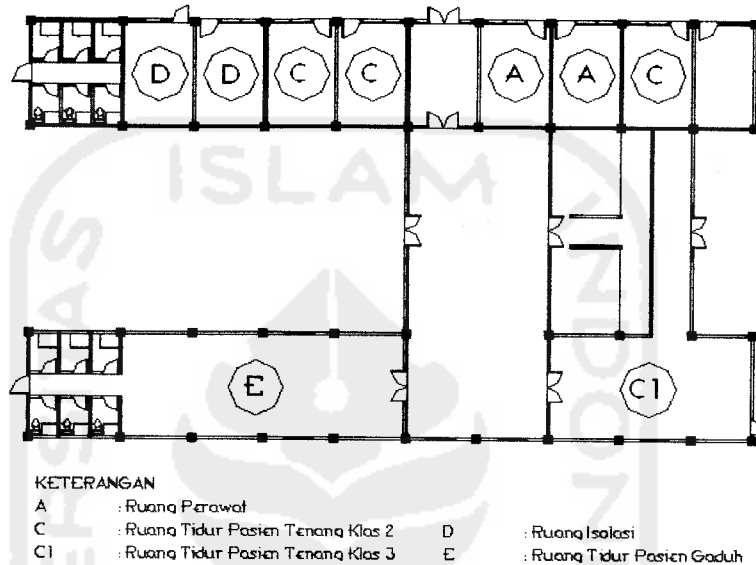 D D C C A A C
E C1
ISLAM
KETERANGAN
A : Ruang Perawat
C : Ruang Tidur Pasien Tenang Klas 2 D : Ruang Isolasi
C1 : Ruang Tidur Pasien Tenang Klas 3 E : Ruang Tidur Pasien Gaduh